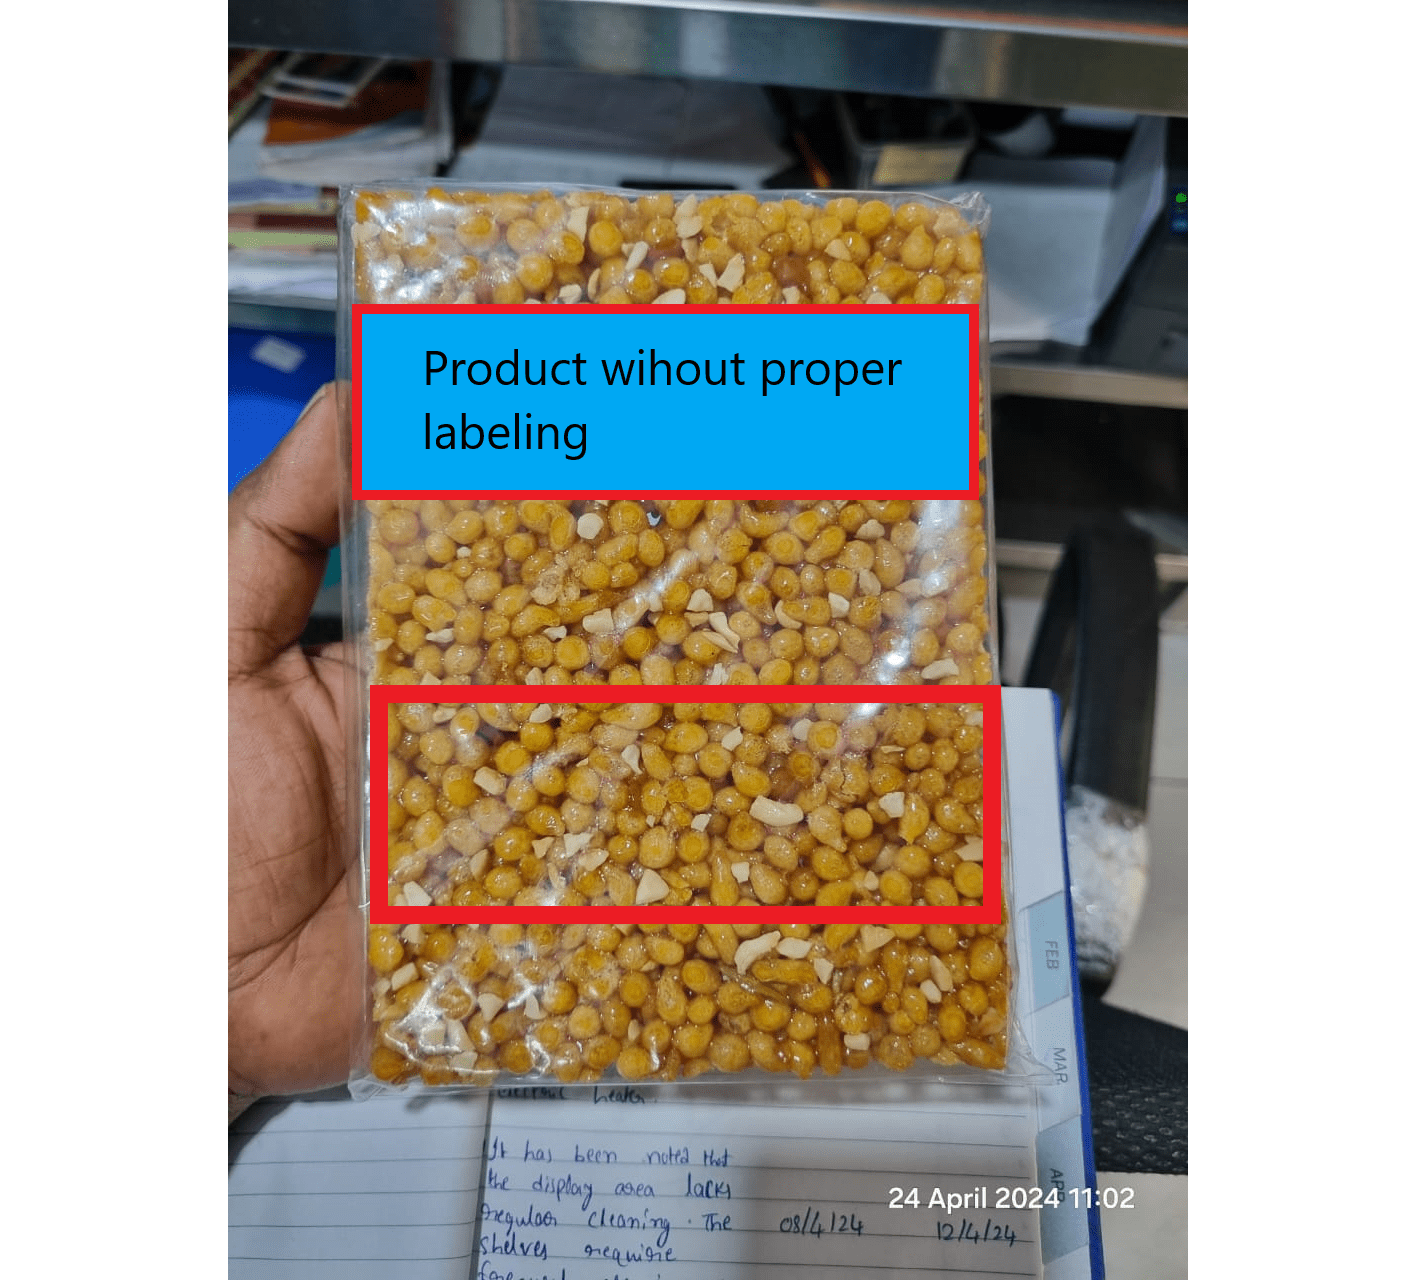 Product wihout proper
labeling
FEB
MAR
electric heater.
It has been noted that
the display area lacks
regular cleaning. The 08/4/24 12/4/24
shelves require
24 April 2024 11:02